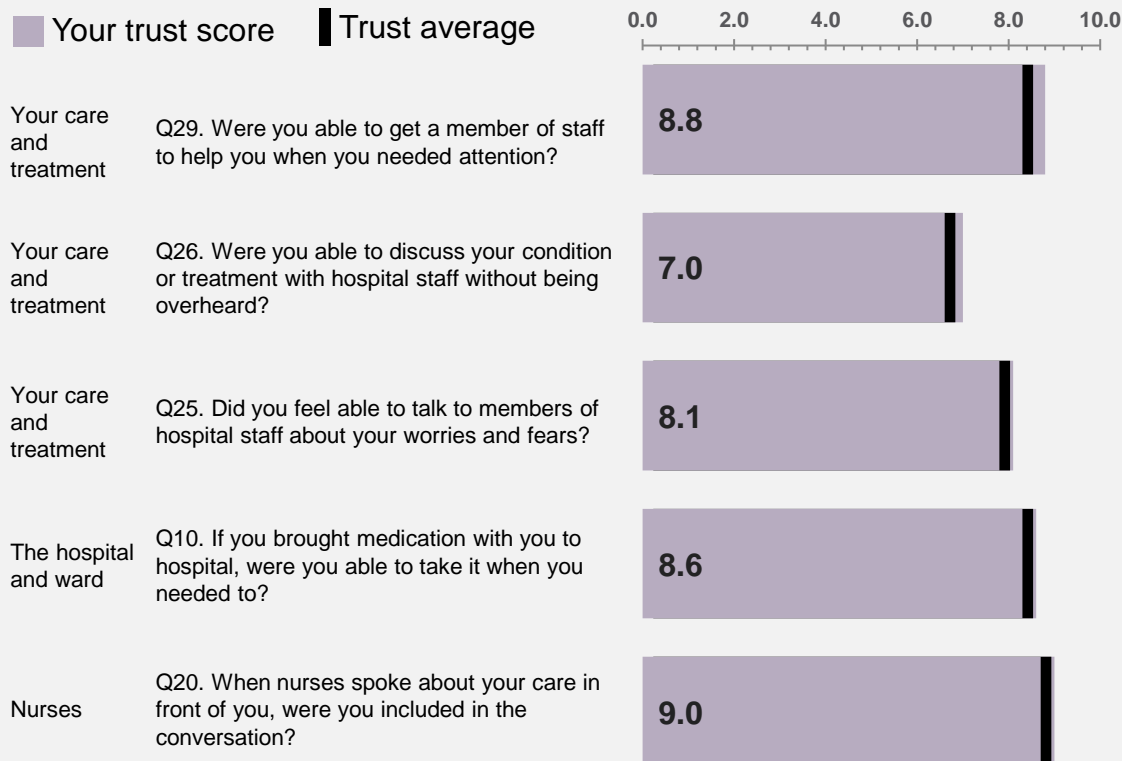 Your trust score Trust average
0.0 2.0 4.0 6.0 8.0 10.0
Your care
and
treatment
Q29. Were you able to get a member of staff
to help you when you needed attention?
8.8
Your care
and
treatment
Q26. Were you able to discuss your condition
or treatment with hospital staff without being
overheard?
7.0
Your care
and
treatment
Q25. Did you feel able to talk to members of
hospital staff about your worries and fears?
8.1
The hospital
and ward
Q10. If you brought medication with you to
hospital, were you able to take it when you
needed to?
8.6
Nurses
Q20. When nurses spoke about your care in
front of you, were you included in the
conversation?
9.0